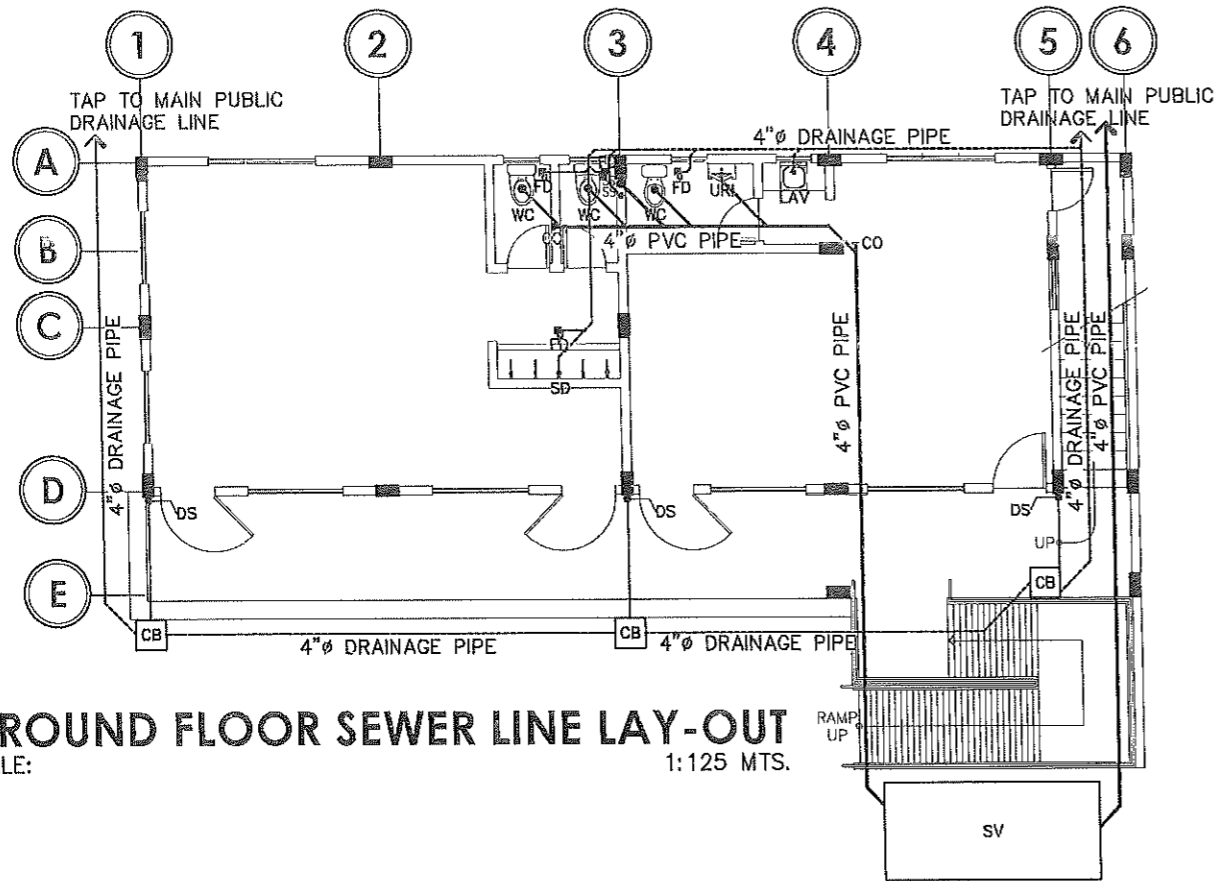 1
2
3
4
5
6
TAP TO MAIN PUBLIC
DRAINAGE LINE
TAP TO MAIN PUBLIC
DRAINAGE LINE
4"ø DRAINAGE PIPE
A
FD
FD
URI
LAV
WC
WC
WC
4"ø PVC PIPE
CO
B
C
4"ø DRAINAGE PIPE
FD
SD
4"ø PVC PIPE
4"ø DRAINAGE PIPE
4"ø PVC PIPE
D
DS
DS
DS
UP
E
CB
CB
CB
4"ø DRAINAGE PIPE
4"ø DRAINAGE PIPE
ROUND FLOOR SEWER LINE LAY-OUT
LE:
1:125 MTS.
RAMP
UP
SV